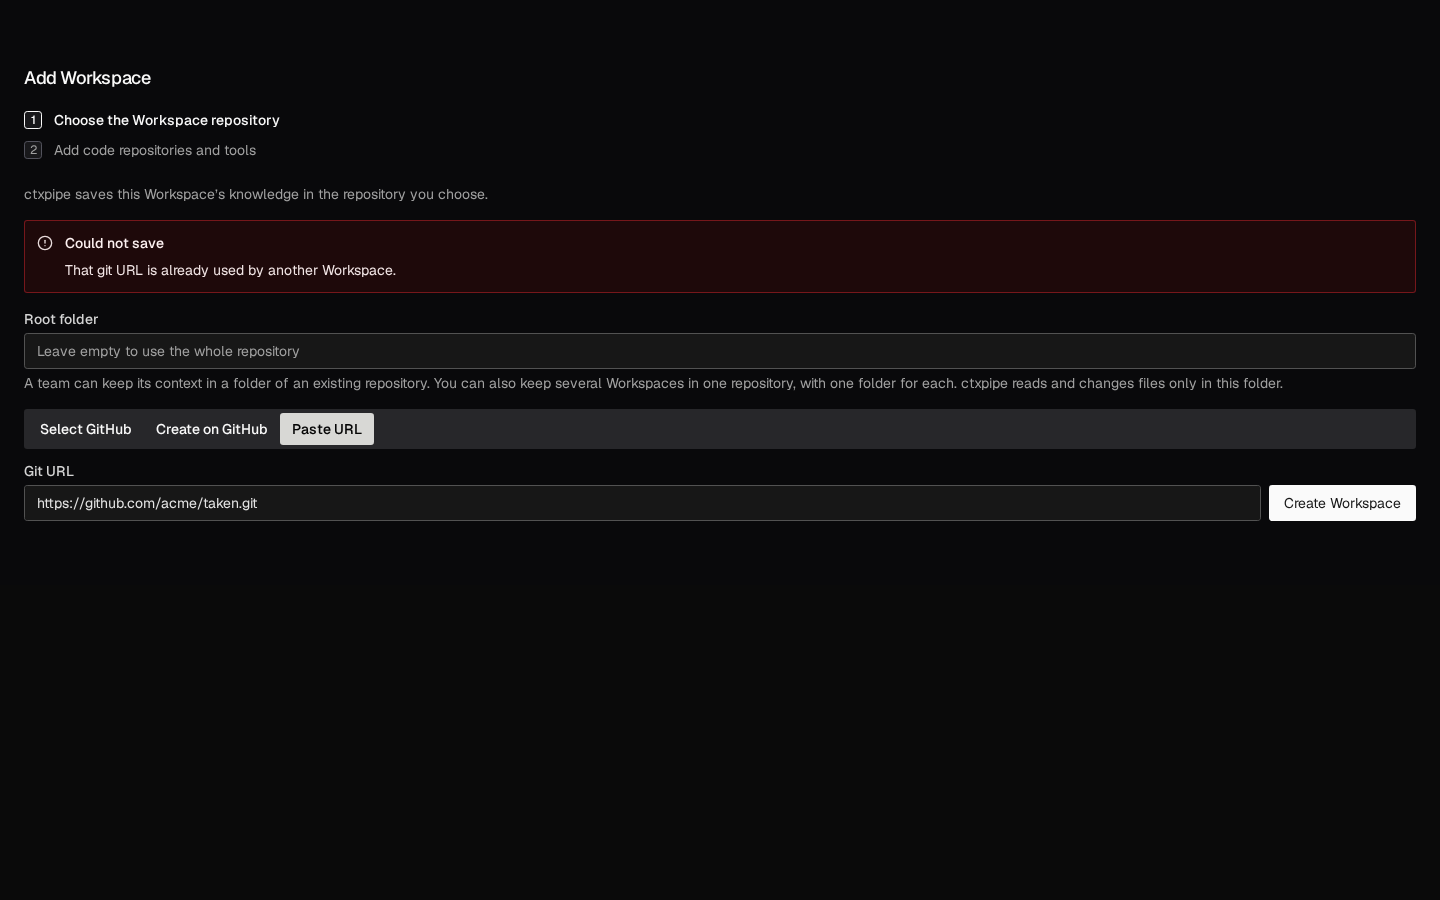 Add Workspace
1 Choose the Workspace repository
2 Add code repositories and tools
ctxpipe saves this Workspace's knowledge in the repository you choose.
Could not save
That git URL is already used by another Workspace.
Root folder
Leave empty to use the whole repository
A team can keep its context in a folder of an existing repository. You can also keep several Workspaces in one repository, with one folder for each. ctxpipe reads and changes files only in this folder.
Select GitHub Create on GitHub Paste URL
Git URL
https://github.com/acme/taken.git Create Workspace